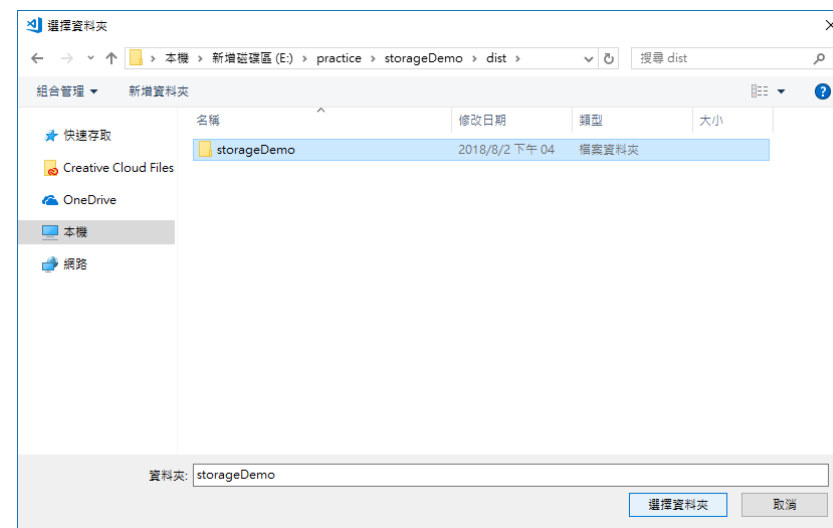 選擇資料夾
本機 › 新增磁碟區 (E:) › practice › storageDemo › dist ›
搜尋 dist
組合管理 新增資料夾
名稱 修改日期 類型 大小
快速存取
storageDemo 2018/8/2 下午 04 檔案資料夾
Creative Cloud Files
OneDrive
本機
網路
資料夾: storageDemo
選擇資料夾 取消